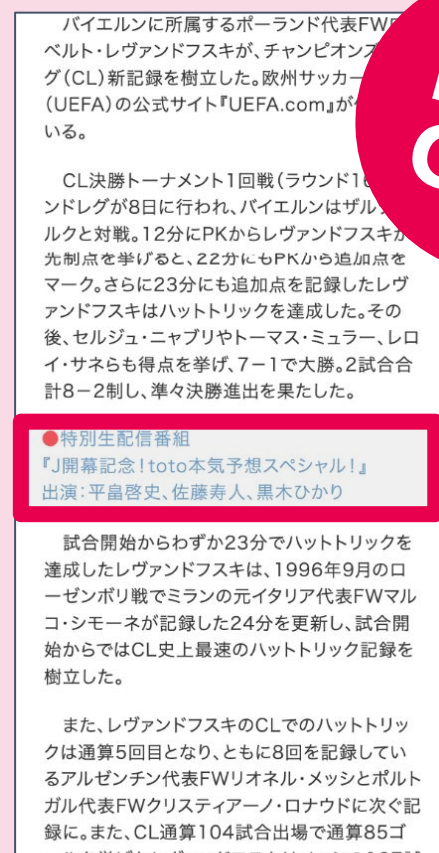 バイエルンに所属するポーランド代表FW
ベルト・レヴァンドフスキが、チャンピオンズ
グ(CL)新記録を樹立した。欧州サッカー
(UEFA)の公式サイト『UEFA.com』が
いる。
CL決勝トーナメント1回戦(ラウンド1
ンドレグが8日に行われ、バイエルンはザル
ルクと対戦。12分にPKからレヴァンドフスキが
先制点を挙げると、22分にもPKから追加点を
マーク。さらに23分にも追加点を記録したレヴ
ァンドフスキはハットトリックを達成した。その
後、セルジュ・ニャブリやトーマス・ミュラー、レロ
イ・サネらも得点を挙げ、7−1で大勝。2試合合
計8−2制し、準々決勝進出を果たした。
●特別生配信番組
『J開幕記念!toto本気予想スペシャル!』
出演:平畠啓史、佐藤寿人、黒木ひかり
試合開始からわずか23分でハットトリックを
達成したレヴァンドフスキは、1996年9月のロ
ーゼンボリ戦でミランの元イタリア代表FWマル
コ・シモーネが記録した24分を更新し、試合開
始からではCL史上最速のハットトリック記録を
樹立した。
また、レヴァンドフスキのCLでのハットトリッ
クは通算5回目となり、ともに8回を記録してい
るアルゼンチン代表FWリオネル・メッシとポルト
ガル代表FWクリスティアーノ・ロナウドに次ぐ記
録に。また、CL通算104試合出場で通算85ゴ